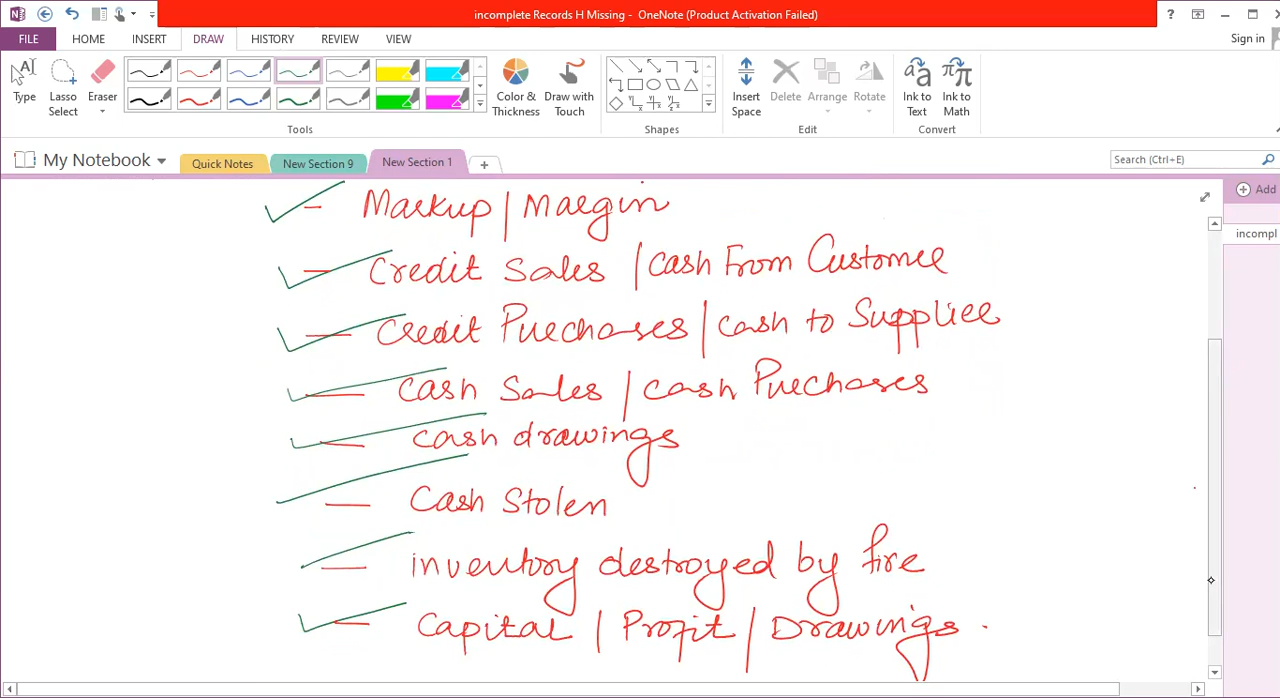 incomplete Records H Missing - OneNote (Product Activation Failed)
? 
FILE HOME INSERT DRAW HISTORY REVIEW VIEW Sign in
Type Lasso Select Eraser Color & Thickness Draw with Touch Insert Space Delete Arrange Rotate Ink to Text Ink to Math
Tools Shapes Edit Convert
My Notebook Quick Notes New Section 9 New Section 1 + Search (Ctrl+E)
Add
incompl
- Markup | Margin
- Credit Sales | Cash From Customer
- Credit Purchases | Cash to Supplier
- Cash Sales | Cash Purchases
- Cash drawings
- Cash Stolen
- inventory destroyed by fire
- Capital | Profit | Drawings.